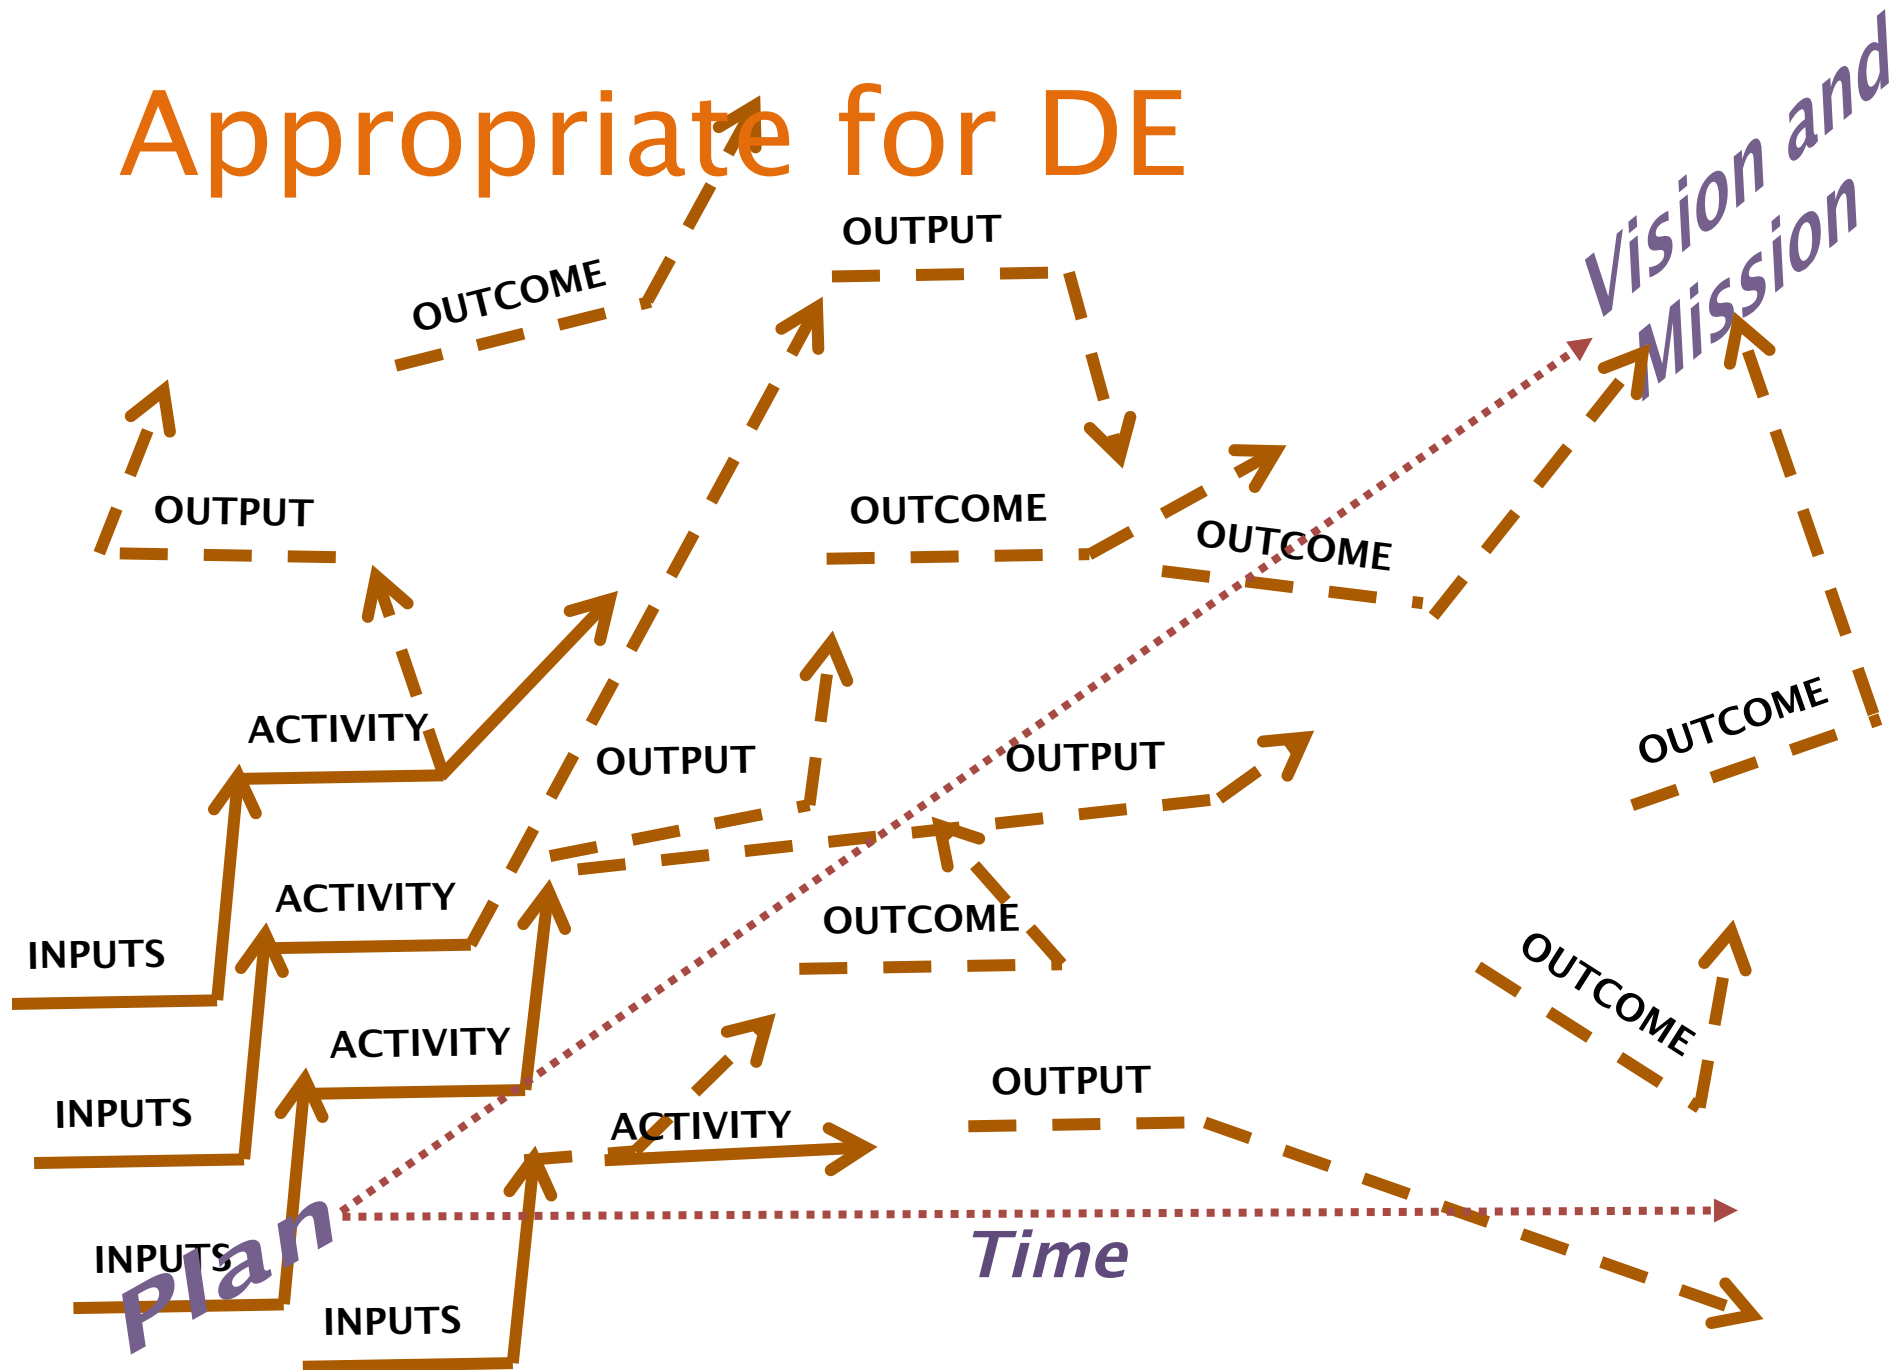 Appropriate for DE
Vision and
Mission
OUTPUT
OUTCOME
OUTPUT
OUTCOME
OUTCOME
ACTIVITY
OUTPUT
OUTPUT
OUTCOME
ACTIVITY
OUTCOME
INPUTS
OUTCOME
ACTIVITY
OUTPUT
INPUTS
ACTIVITY
INPUTS
Plan
Time
INPUTS